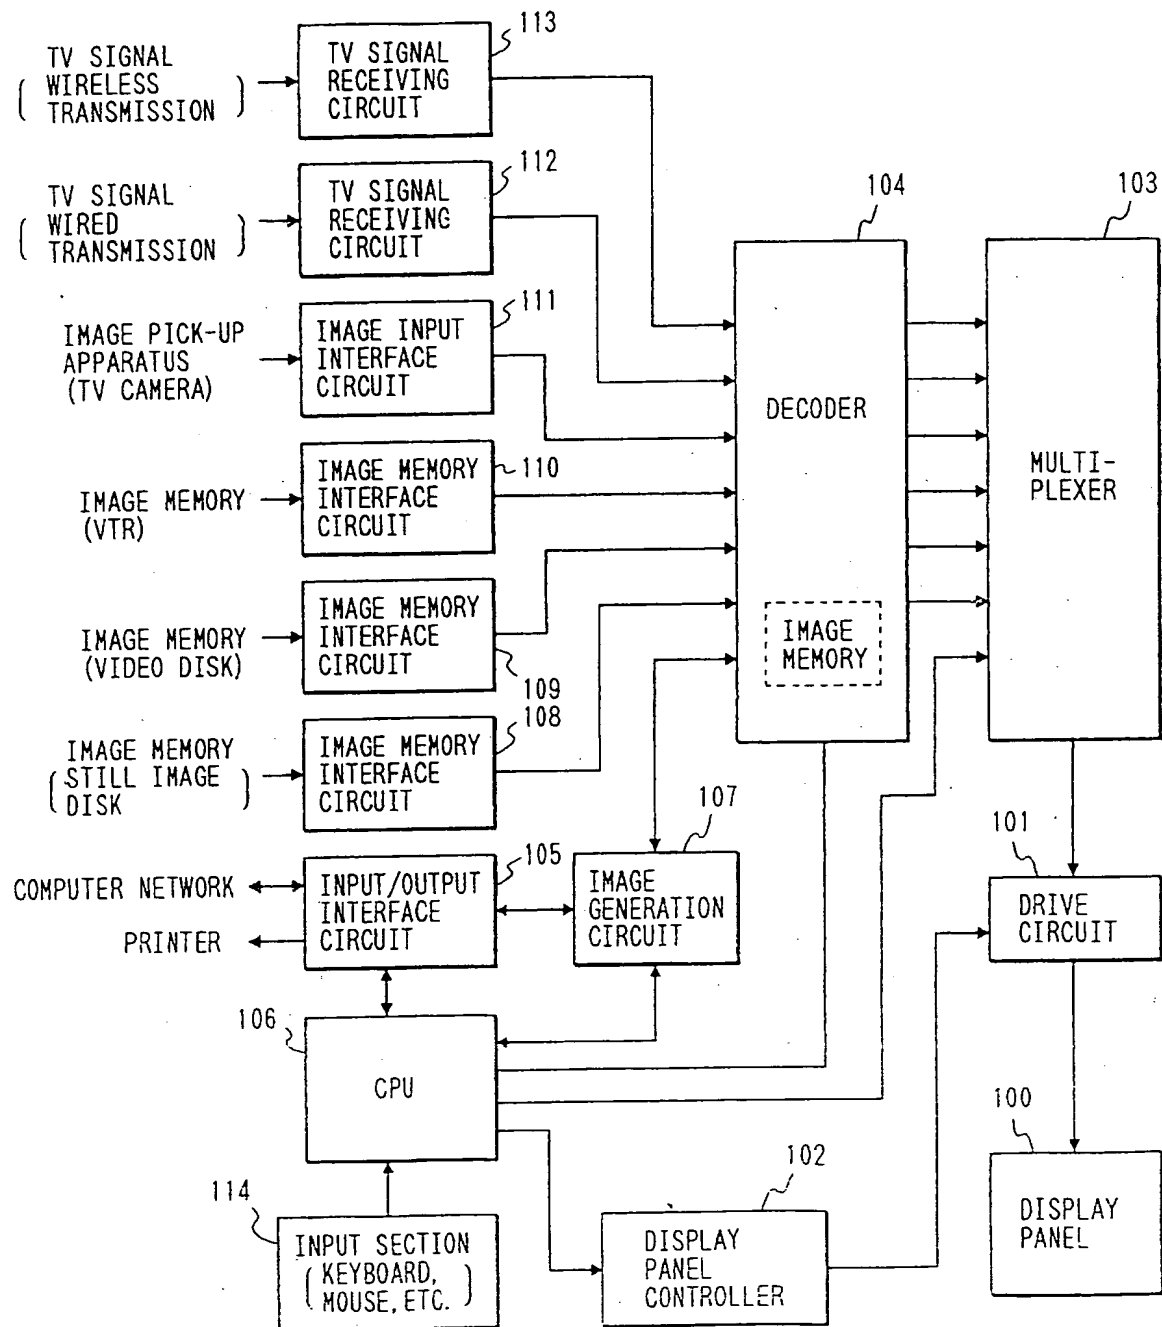 113
TV SIGNAL
WIRELESS
TRANSMISSION
TV SIGNAL
RECEIVING
CIRCUIT
112
TV SIGNAL
WIRED
TRANSMISSION
TV SIGNAL
RECEIVING
CIRCUIT
104
103
111
IMAGE PICK-UP
APPARATUS
(TV CAMERA)
IMAGE INPUT
INTERFACE
CIRCUIT
DECODER
MULTI-
PLEXER
110
IMAGE MEMORY
(VTR)
IMAGE MEMORY
INTERFACE
CIRCUIT
IMAGE MEMORY
(VIDEO DISK)
IMAGE MEMORY
INTERFACE
CIRCUIT
109
IMAGE
MEMORY
108
IMAGE MEMORY
STILL IMAGE
DISK
IMAGE MEMORY
INTERFACE
CIRCUIT
107
101
105
COMPUTER NETWORK
PRINTER
INPUT/OUTPUT
INTERFACE
CIRCUIT
IMAGE
GENERATION
CIRCUIT
DRIVE
CIRCUIT
106
CPU
100
114
102
INPUT SECTION
KEYBOARD,
MOUSE, ETC.
DISPLAY
PANEL
CONTROLLER
DISPLAY
PANEL